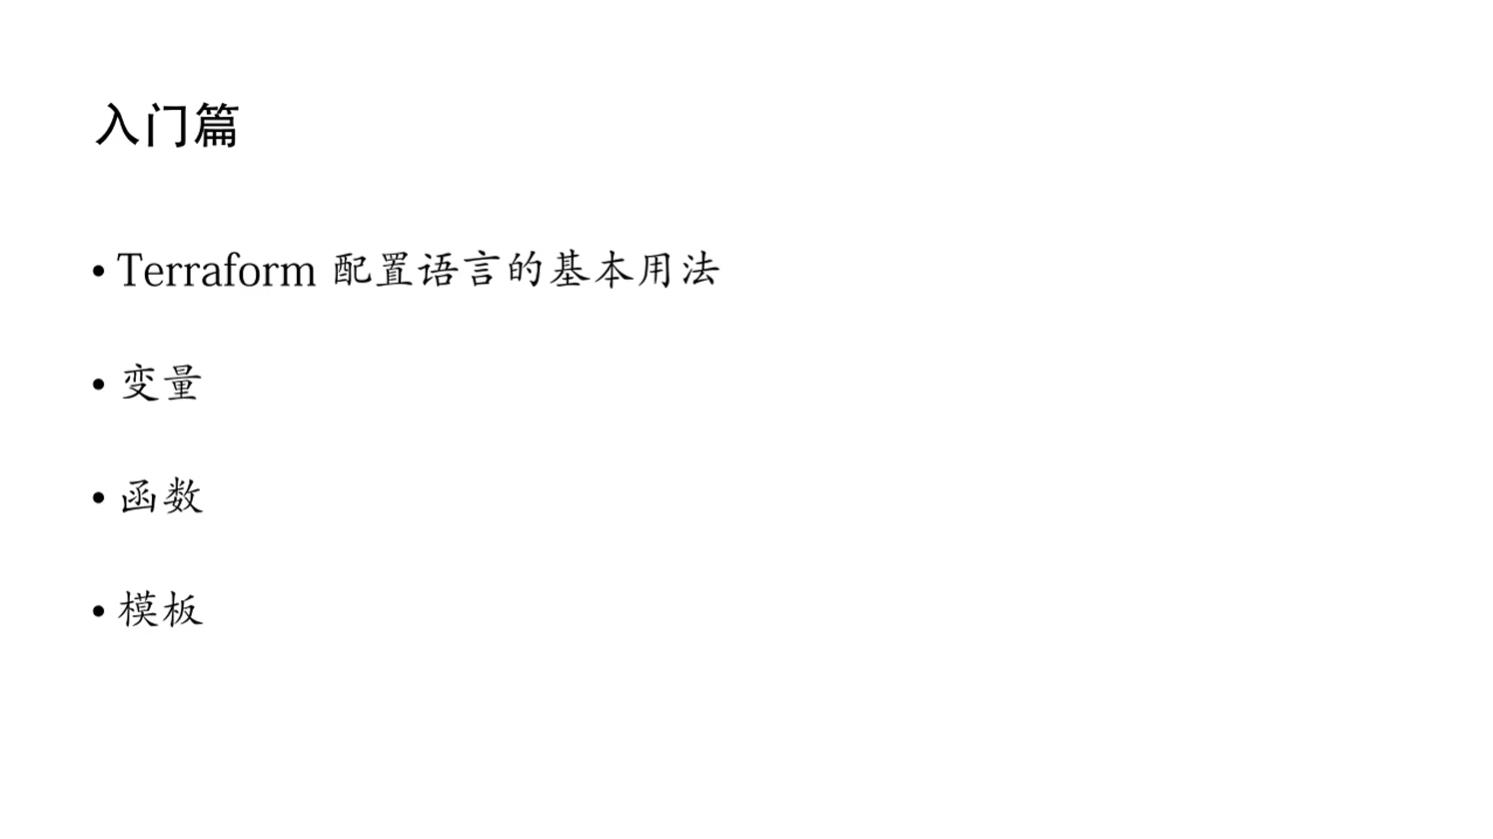 入门篇
• Terraform 配置语言的基本用法
• 变量
• 函数
• 模板